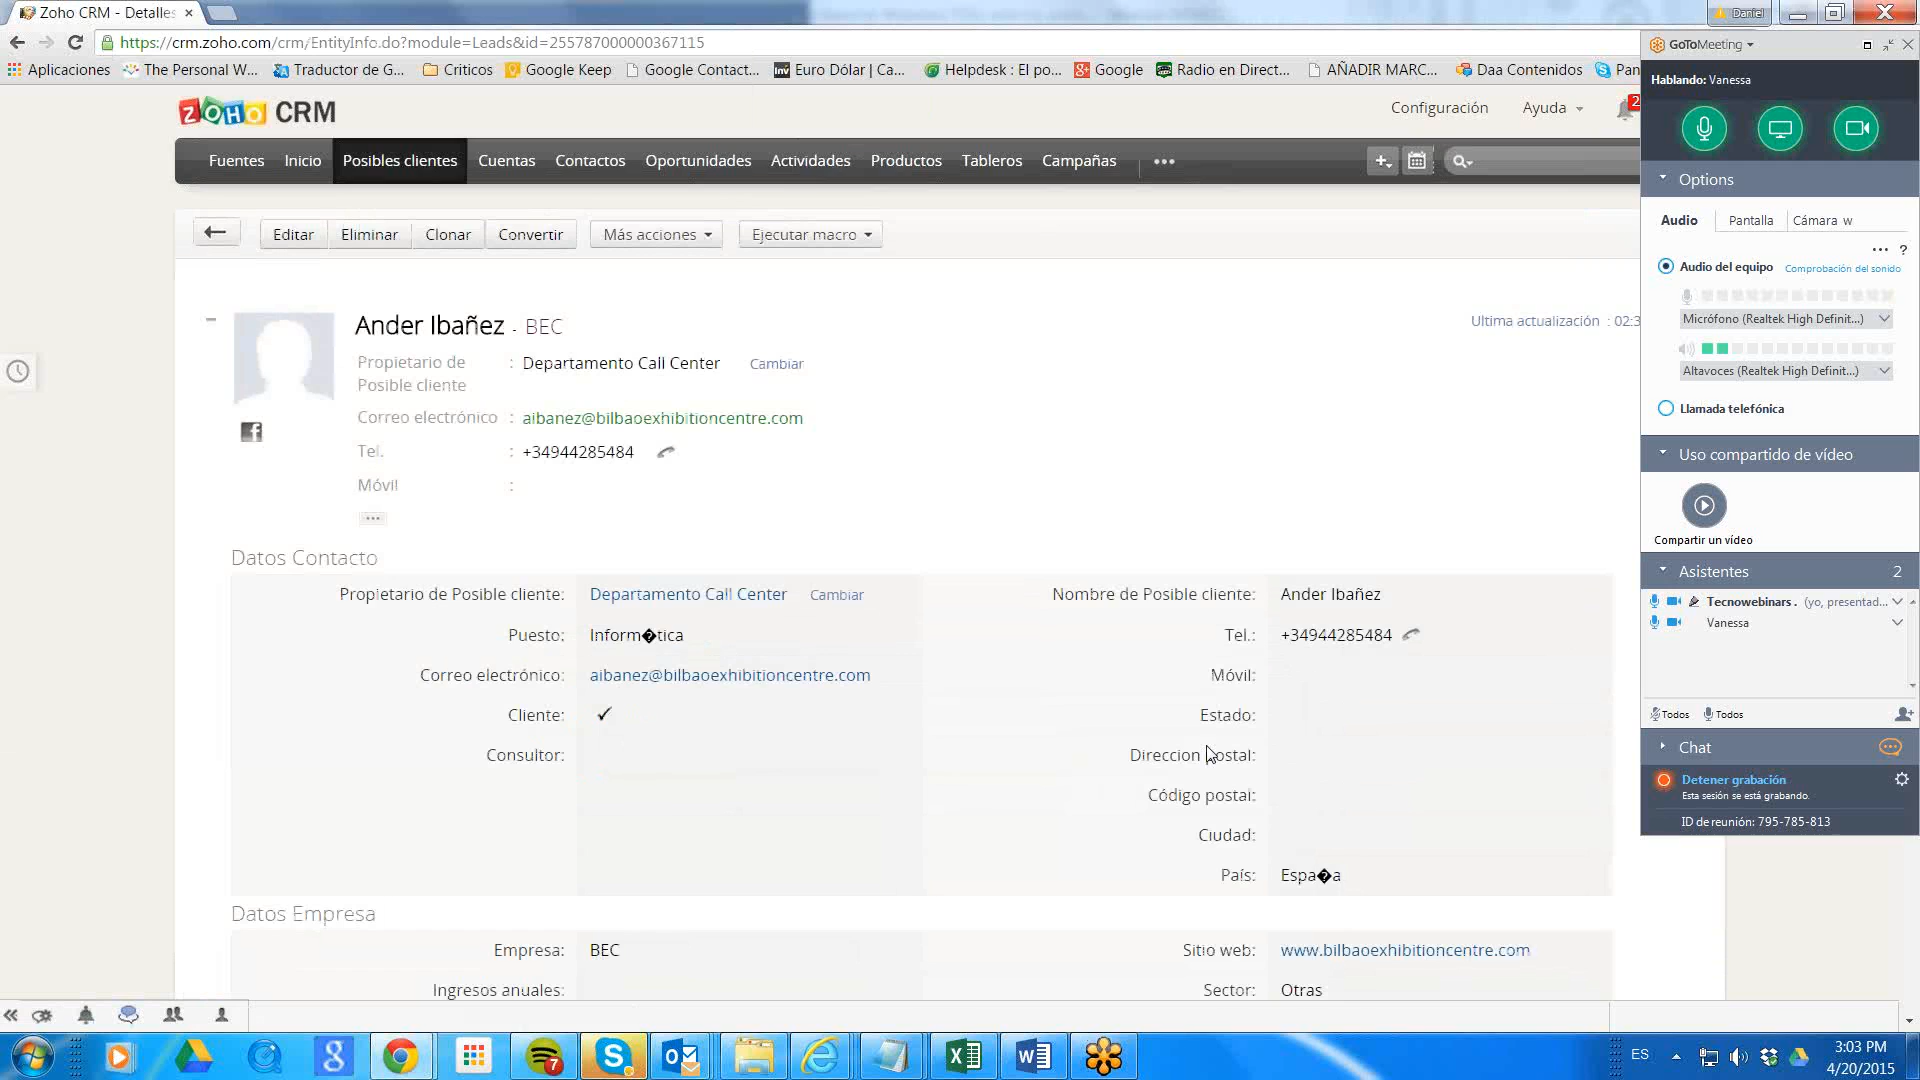 Zoho CRM - Detalles
Daniel
https://crm.zoho.com/crm/EntityInfo.do?module=Leads&id=255787000000367115
Aplicaciones The Personal W... Traductor de G... Criticos Google Keep Google Contact... Euro Dólar | Ca... Helpdesk : El po... Google Radio en Direct... AÑADIR MARC... Daa Contenidos Pan
GoToMeeting
Hablando: Vanessa
ZOHO CRM
Configuración Ayuda 2
Fuentes Inicio Posibles clientes Cuentas Contactos Oportunidades Actividades Productos Tableros Campañas
Editar Eliminar Clonar Convertir Más acciones Ejecutar macro
Ander Ibañez - BEC
Ultima actualización : 02:3
Propietario de Posible cliente : Departamento Call Center Cambiar
Correo electrónico : aibanez@bilbaoexhibitioncentre.com
Tel. : +34944285484
Móvil :
Datos Contacto
Propietario de Posible cliente: Departamento Call Center Cambiar Nombre de Posible cliente: Ander Ibañez
Puesto: Inform�tica Tel.: +34944285484
Correo electrónico: aibanez@bilbaoexhibitioncentre.com Móvil:
Cliente: ✓ Estado:
Consultor: Direccion postal:
Código postal:
Ciudad:
País: Espa�a
Datos Empresa
Empresa: BEC Sitio web: www.bilbaoexhibitioncentre.com
Ingresos anuales: Sector: Otras
Options
Audio Pantalla Cámara w
... ?
Audio del equipo Comprobación del sonido
Micrófono (Realtek High Definit...)
Altavoces (Realtek High Definit...)
Llamada telefónica
Uso compartido de vídeo
Compartir un vídeo
Asistentes 2
Tecnowebinars . (yo, presentad...
Vanessa
Todos Todos
Chat
Detener grabación
Esta sesión se está grabando.
ID de reunión: 795-785-813
7
ES
3:03 PM
4/20/2015